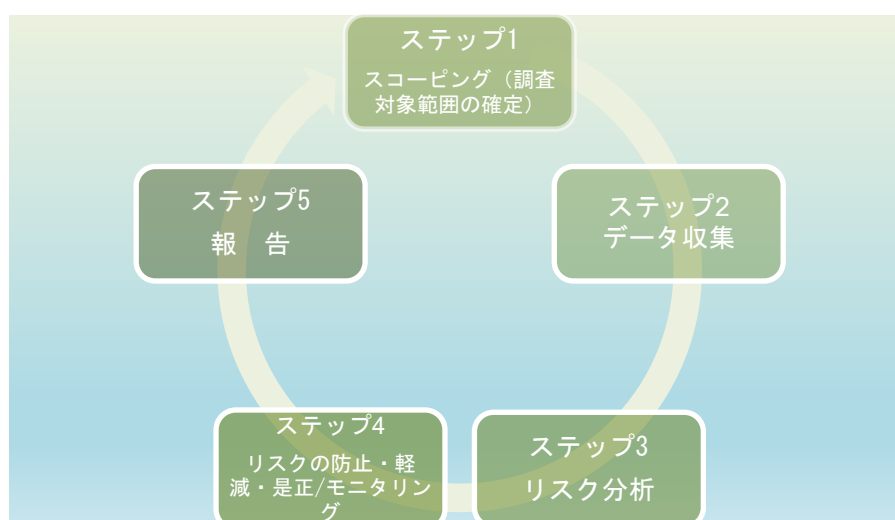 ステップ1
スコーピング（調査
対象範囲の確定）
ステップ2
データ収集
ステップ3
リスク分析
ステップ4
リスクの防止・軽
減・是正/モニタリン
グ
ステップ5
報　告